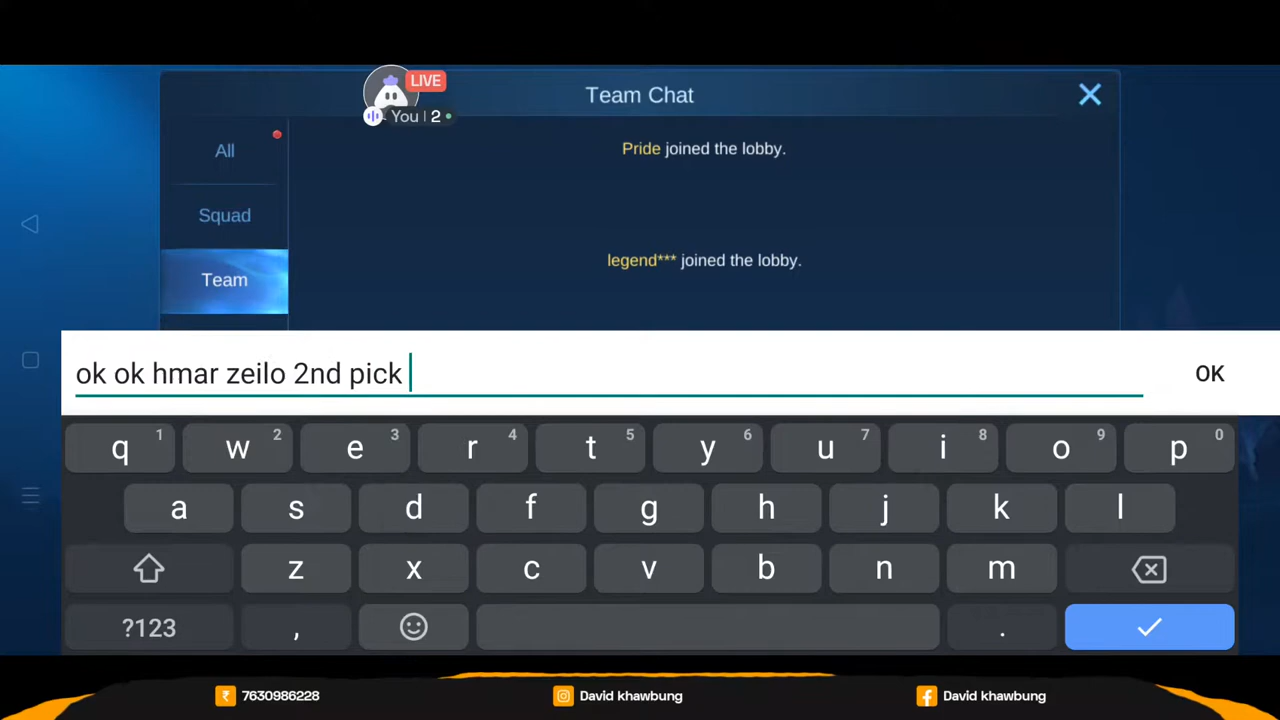 LIVE
You | 2
Team Chat
All
Pride joined the lobby.
Squad
legend*** joined the lobby.
Team
ok ok hmar zeilo 2nd pick
OK
q 1 w 2 e 3 r 4 t 5 y 6 u 7 i 8 o 9 p 0
a s d f g h j k l
z x c v b n m
?123 , .
₹ 7630986228 David khawbung David khawbung